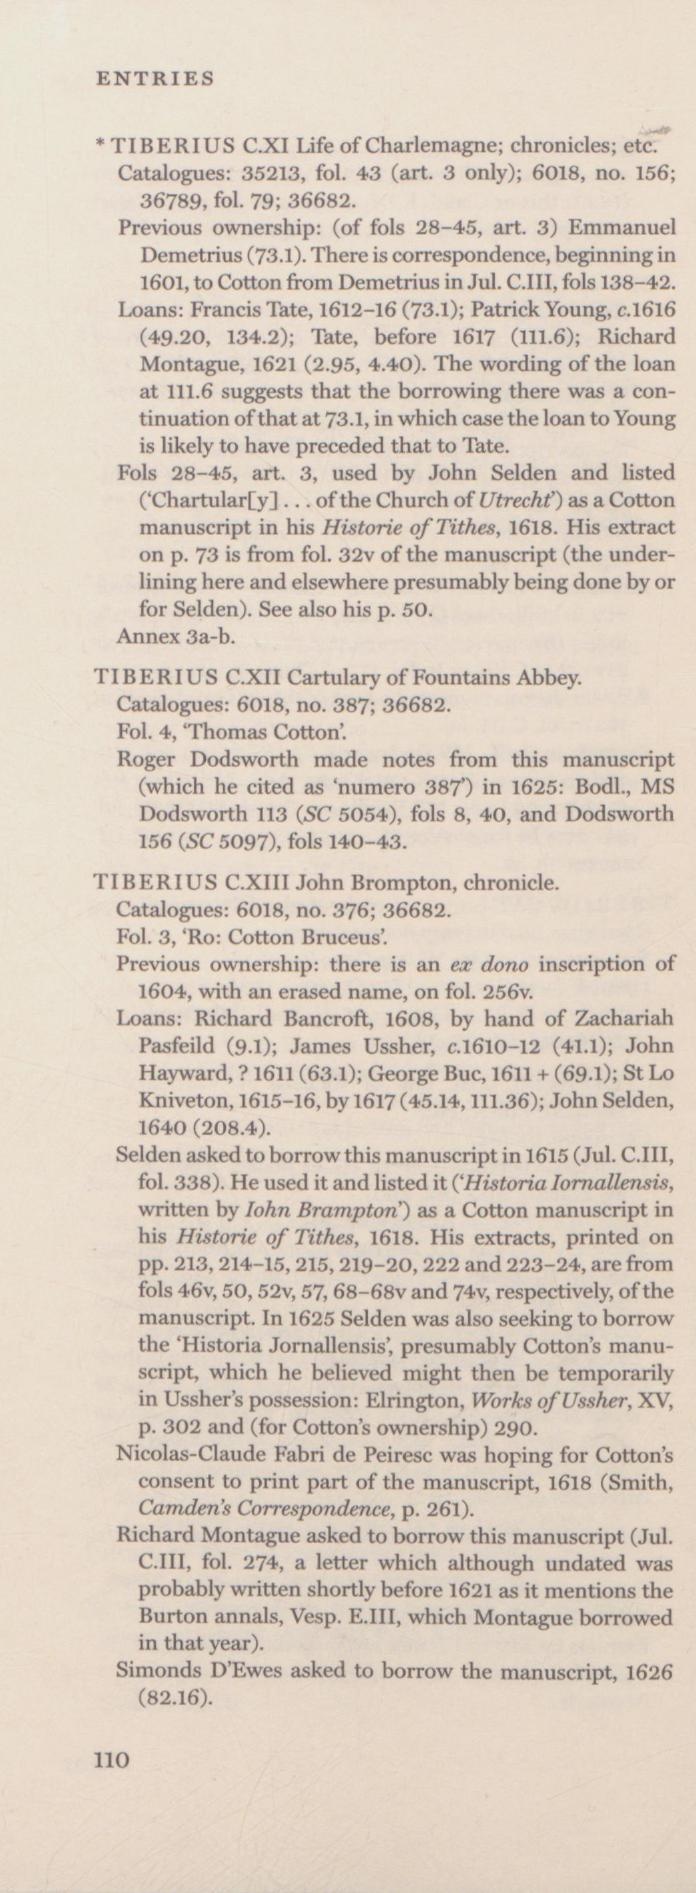 ENTRIES
* TIBERIUS C.XI Life of Charlemagne; chronicles; etc.
Catalogues: 35213, fol. 43 (art. 3 only); 6018, no. 156;
36789, fol. 79; 36682.
Previous ownership: (of fols 28–45, art. 3) Emmanuel
Demetrius (73.1). There is correspondence, beginning in
1601, to Cotton from Demetrius in Jul. C.III, fols 138–42.
Loans: Francis Tate, 1612–16 (73.1); Patrick Young, c.1616
(49.20, 134.2); Tate, before 1617 (111.6); Richard
Montague, 1621 (2.95, 4.40). The wording of the loan
at 111.6 suggests that the borrowing there was a con-
tinuation of that at 73.1, in which case the loan to Young
is likely to have preceded that to Tate.
Fols 28–45, art. 3, used by John Selden and listed
(‘Chartular[y] . . . of the Church of Utrecht’) as a Cotton
manuscript in his Historie of Tithes, 1618. His extract
on p. 73 is from fol. 32v of the manuscript (the under-
lining here and elsewhere presumably being done by or
for Selden). See also his p. 50.
Annex 3a-b.
TIBERIUS C.XII Cartulary of Fountains Abbey.
Catalogues: 6018, no. 387; 36682.
Fol. 4, ‘Thomas Cotton’.
Roger Dodsworth made notes from this manuscript
(which he cited as ‘numero 387’) in 1625: Bodl., MS
Dodsworth 113 (SC 5054), fols 8, 40, and Dodsworth
156 (SC 5097), fols 140–43.
TIBERIUS C.XIII John Brompton, chronicle.
Catalogues: 6018, no. 376; 36682.
Fol. 3, ‘Ro: Cotton Bruceus’.
Previous ownership: there is an ex dono inscription of
1604, with an erased name, on fol. 256v.
Loans: Richard Bancroft, 1608, by hand of Zachariah
Pasfeild (9.1); James Ussher, c.1610–12 (41.1); John
Hayward, ? 1611 (63.1); George Buc, 1611 + (69.1); St Lo
Kniveton, 1615–16, by 1617 (45.14, 111.36); John Selden,
1640 (208.4).
Selden asked to borrow this manuscript in 1615 (Jul. C.III,
fol. 338). He used it and listed it (‘Historia Iornallensis,
written by Iohn Brampton’) as a Cotton manuscript in
his Historie of Tithes, 1618. His extracts, printed on
pp. 213, 214–15, 215, 219–20, 222 and 223–24, are from
fols 46v, 50, 52v, 57, 68–68v and 74v, respectively, of the
manuscript. In 1625 Selden was also seeking to borrow
the ‘Historia Jornallensis’, presumably Cotton’s manu-
script, which he believed might then be temporarily
in Ussher’s possession: Elrington, Works of Ussher, XV,
p. 302 and (for Cotton’s ownership) 290.
Nicolas-Claude Fabri de Peiresc was hoping for Cotton’s
consent to print part of the manuscript, 1618 (Smith,
Camden’s Correspondence, p. 261).
Richard Montague asked to borrow this manuscript (Jul.
C.III, fol. 274, a letter which although undated was
probably written shortly before 1621 as it mentions the
Burton annals, Vesp. E.III, which Montague borrowed
in that year).
Simonds D’Ewes asked to borrow the manuscript, 1626
(82.16).
110